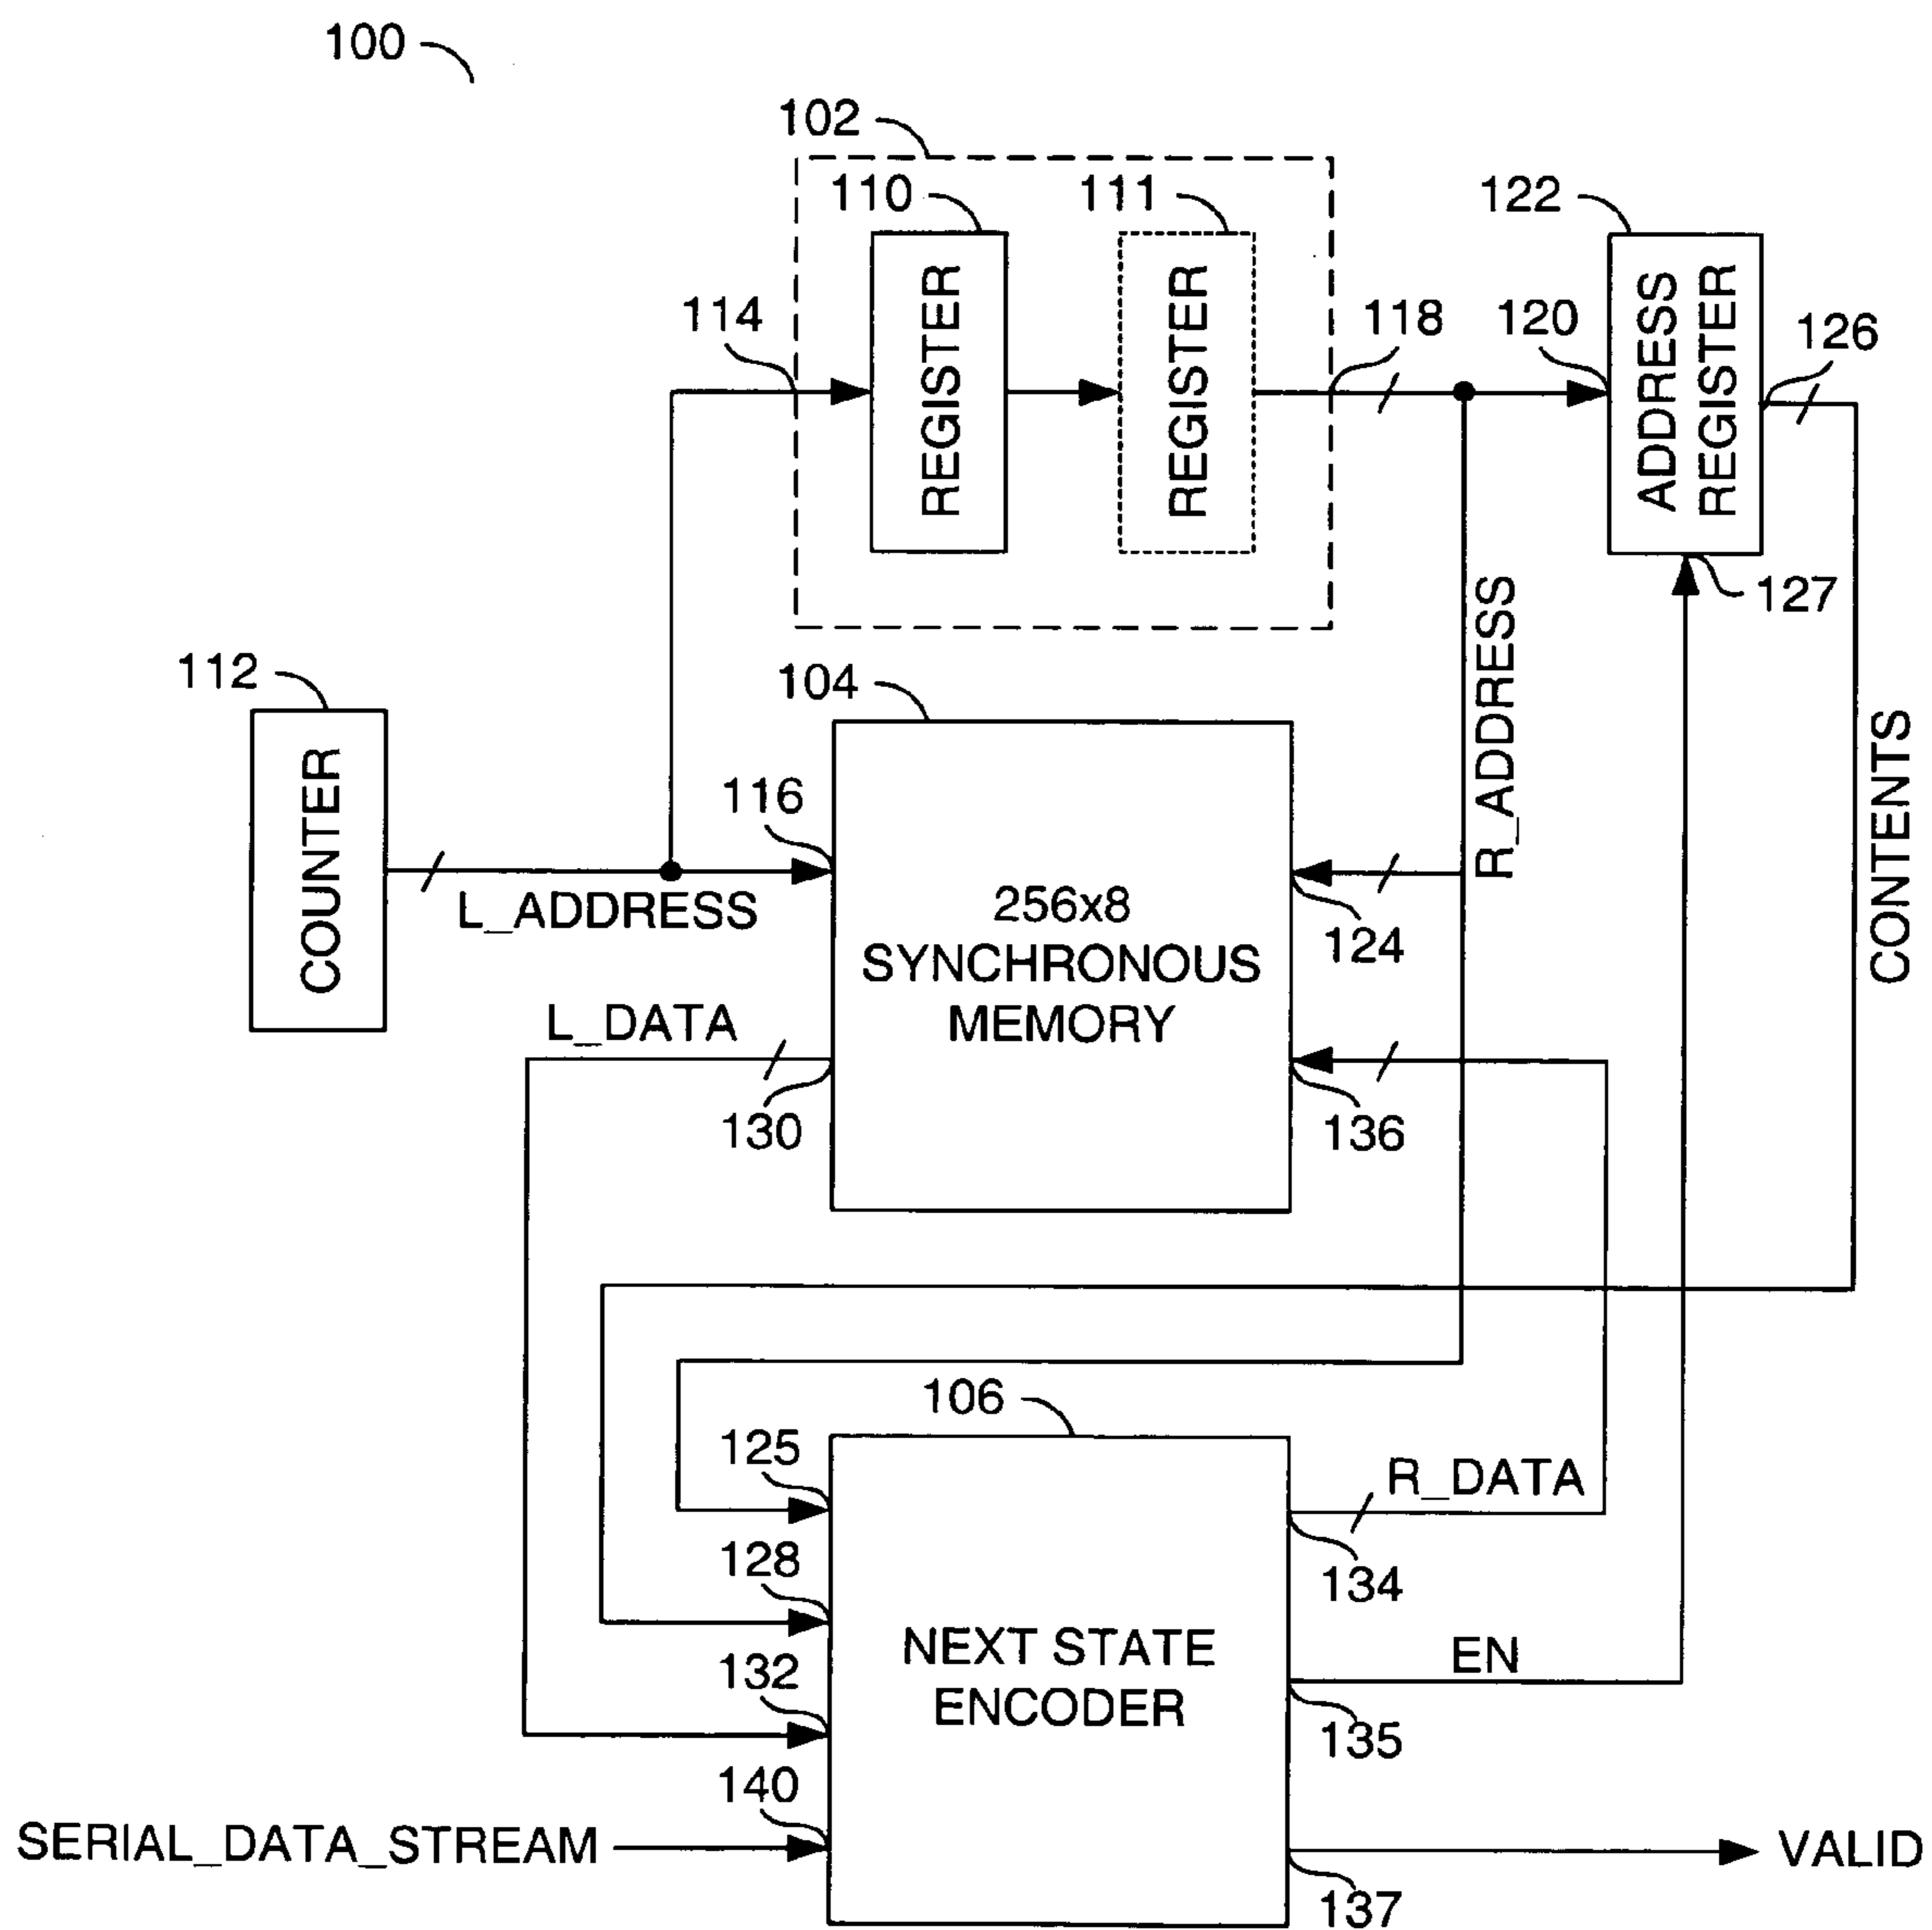 100
102
110
111
122
REGISTER
REGISTER
ADDRESS
REGISTER
114
118
120
126
127
R_ADDRESS
CONTENTS
112
COUNTER
104
116
L_ADDRESS
256x8
SYNCHRONOUS
MEMORY
124
L_DATA
130
136
106
125
R_DATA
128
134
NEXT STATE
ENCODER
132
EN
135
140
SERIAL_DATA_STREAM
VALID
137